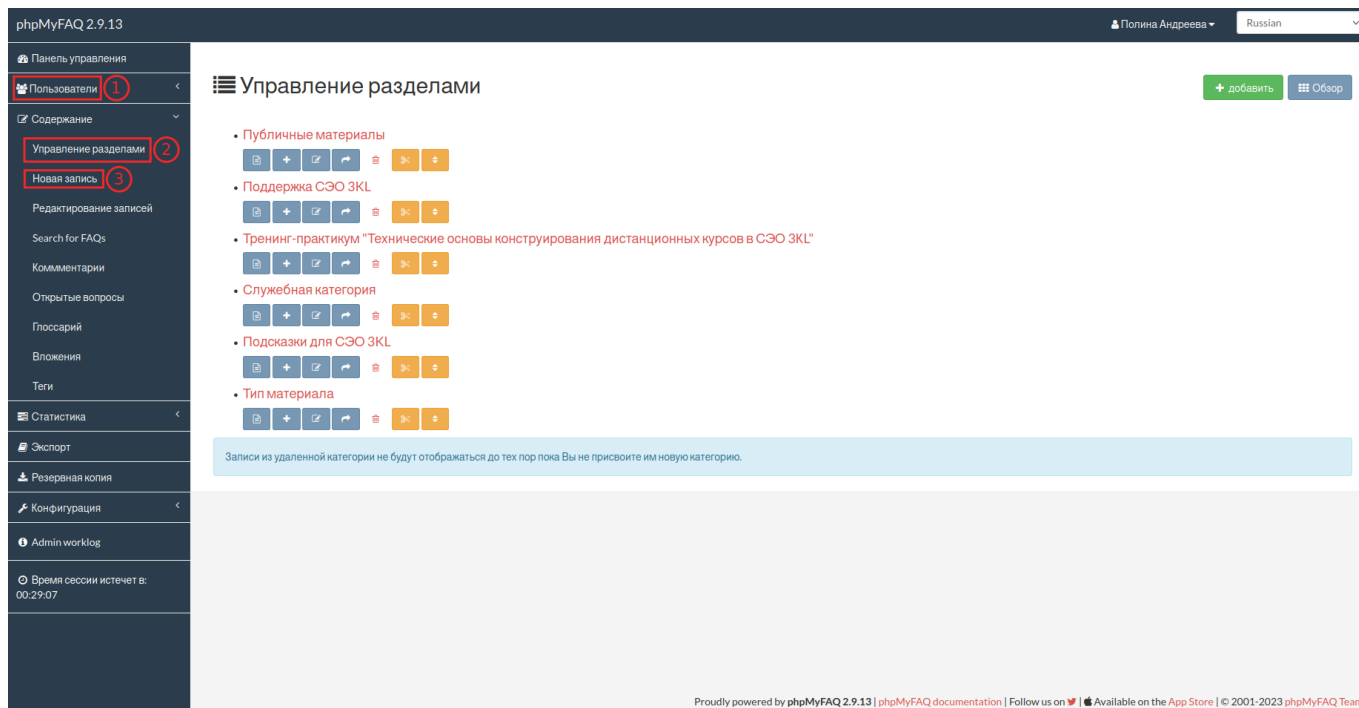 phpMyFAQ 2.9.13
Полина Андреева
Russian
Панель управления
Пользователи 1
Содержание
Управление разделами 2
Новая запись 3
Редактирование записей
Search for FAQs
Коммментарии
Открытые вопросы
Глоссарий
Вложения
Теги
Статистика
Экспорт
Резервная копия
Конфигурация
Admin worklog
Время сессии истечет в:
00:29:07
Управление разделами
добавить
Обзор
Публичные материалы
Поддержка СЭО 3KL
Тренинг-практикум "Технические основы конструирования дистанционных курсов в СЭО 3KL"
Служебная категория
Подсказки для СЭО 3KL
Тип материала
Записи из удаленной категории не будут отображаться до тех пор пока Вы не присвоите им новую категорию.
Proudly powered by phpMyFAQ 2.9.13 | phpMyFAQ documentation | Follow us on | Available on the App Store | © 2001-2023 phpMyFAQ Team